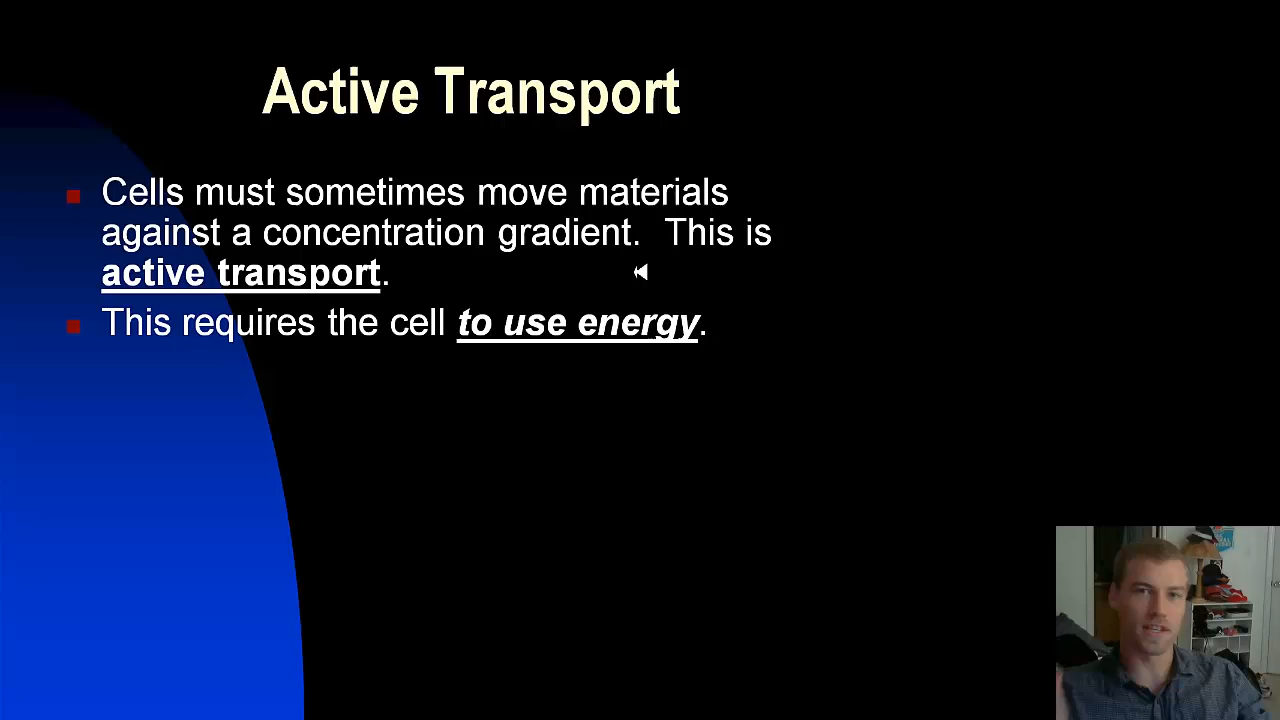 Active Transport
Cells must sometimes move materials
against a concentration gradient. This is
active transport.
This requires the cell to use energy.